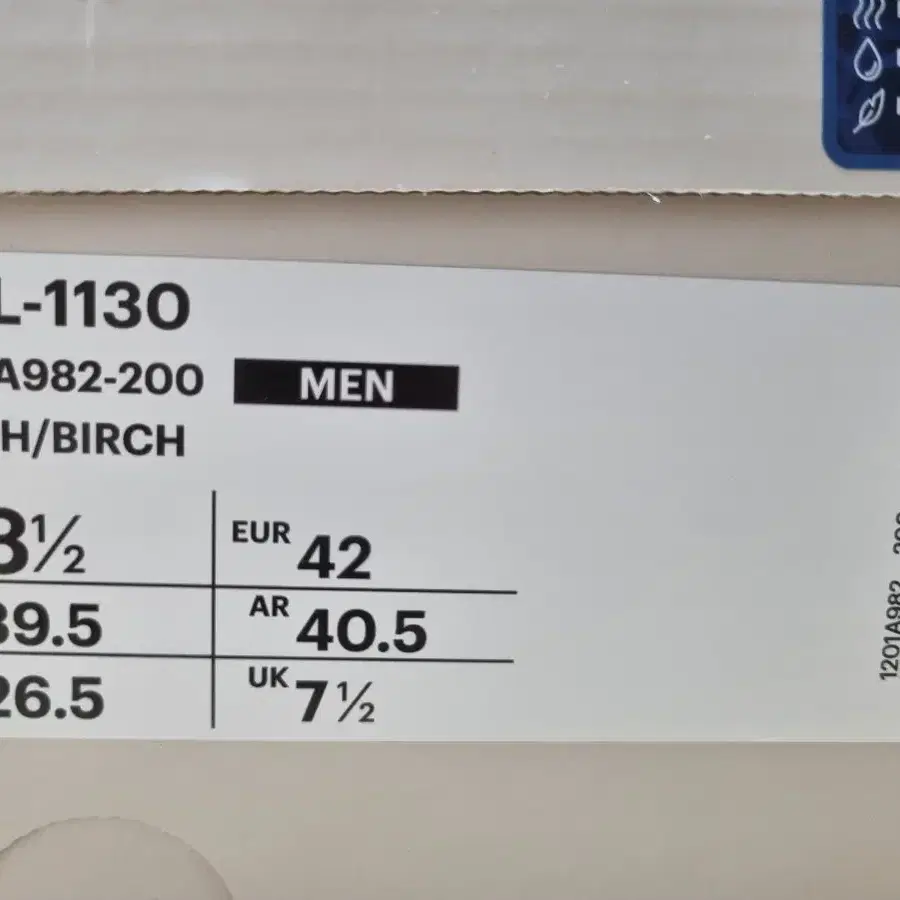 L-1130
A982-200 MEN
H/BIRCH
8½ EUR 42
39.5 AR 40.5
26.5 UK 7½
1201A982